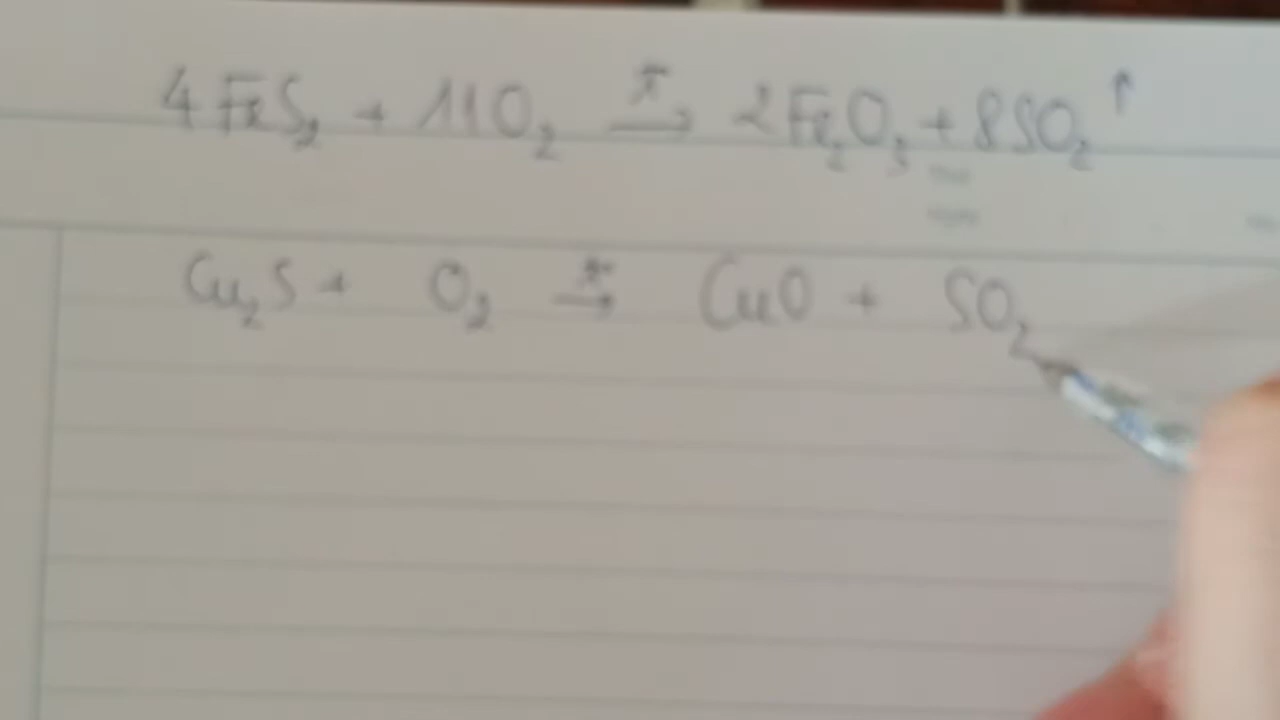 4FeS₂ + 11O₂ → 2Fe₂O₃ + 8SO₂ ↑
Cu₂S + O₂ → CuO + SO₂